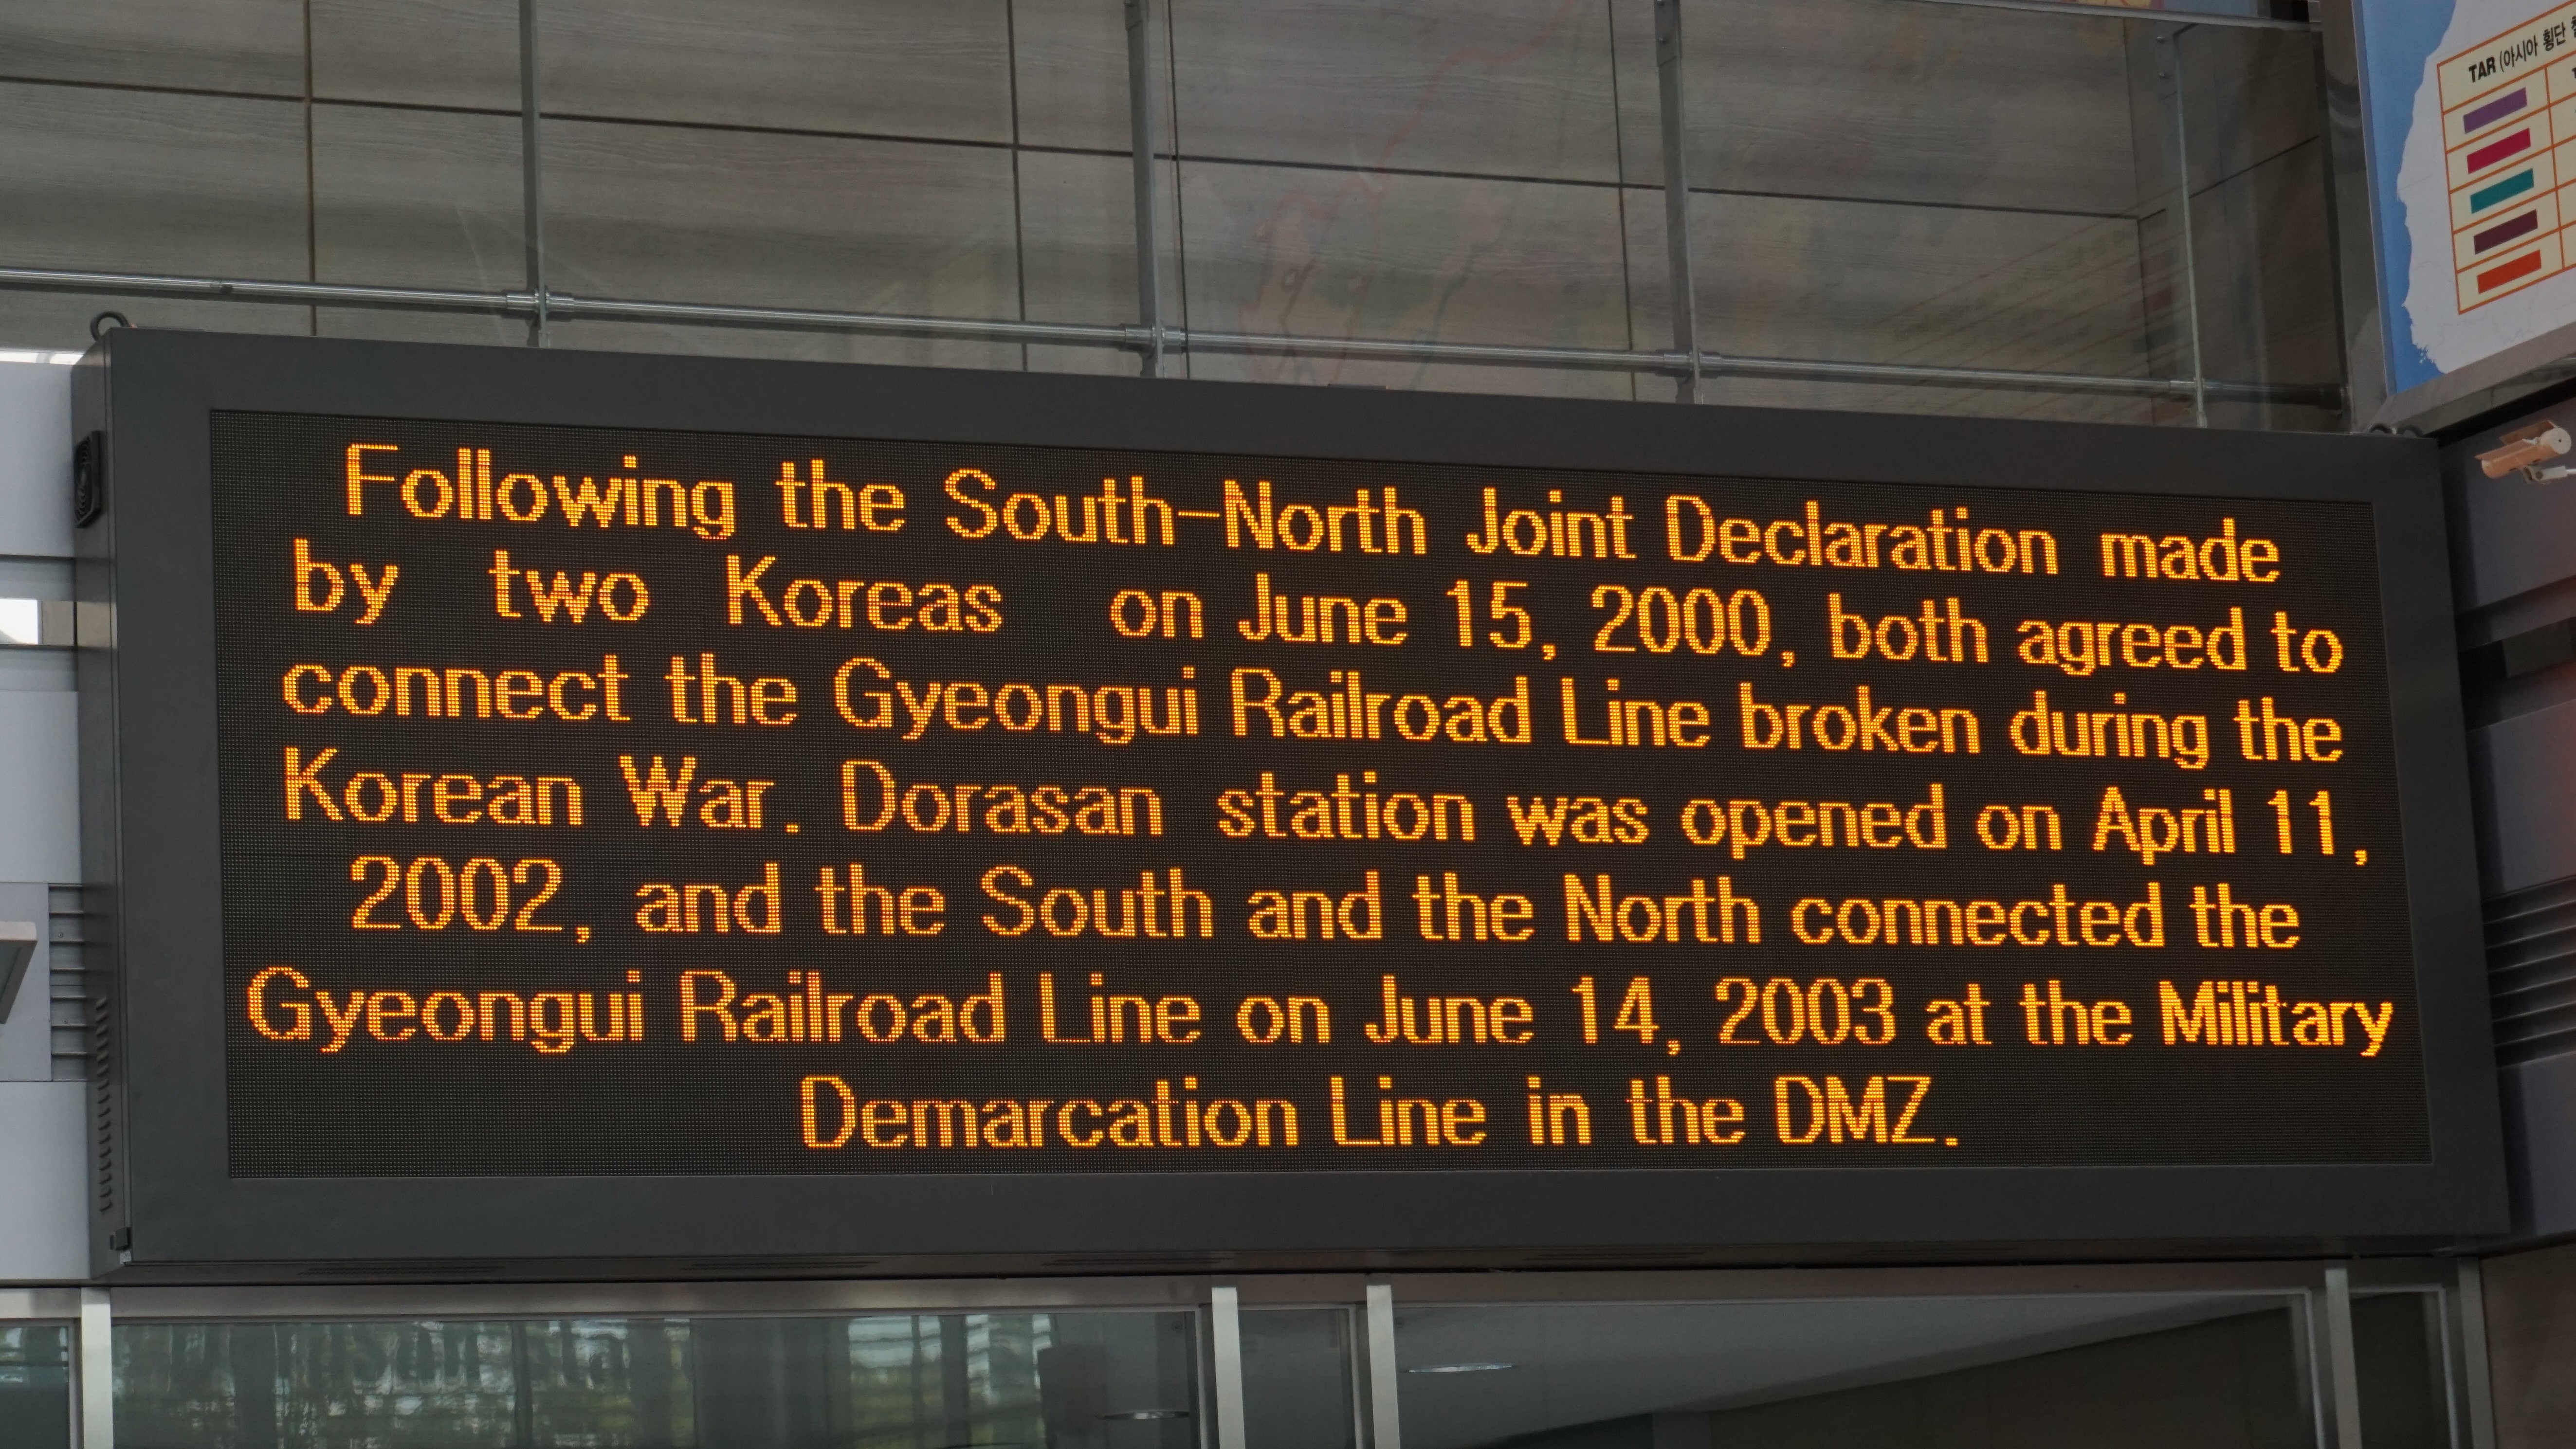 TAR (아시아 횡단
Following the South-North Joint Declaration made
by two Koreas on June 15, 2000, both agreed to
connect the Gyeongui Railroad Line broken during the
Korean War. Dorasan station was opened on April 11,
2002, and the South and the North connected the
Gyeongui Railroad Line on June 14, 2003 at the Military
Demarcation Line in the DMZ.